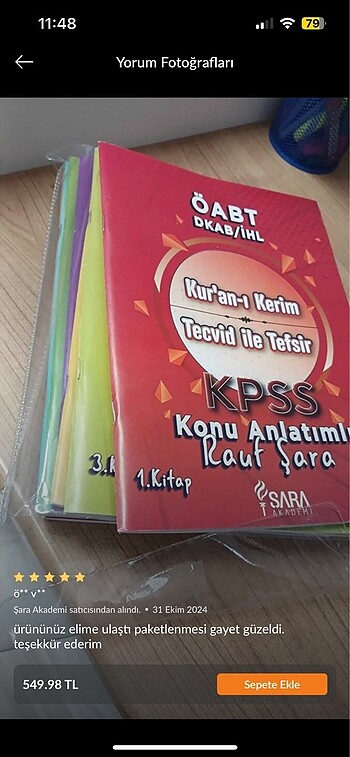 11:48
79
Yorum Fotoğrafları
ÖABT
DKAB/İHL
Kur'an-ı Kerim
Tecvid ile Tefsir
KPSS
Konu Anlatımlı
Rauf Şara
3.K
1.Kitap
ŞARA
AKADEMİ
ö** v**
Şara Akademi satıcısından alındı. • 31 Ekim 2024
ürününüz elime ulaştı paketlenmesi gayet güzeldi.
teşekkür ederim
549.98 TL
Sepete Ekle